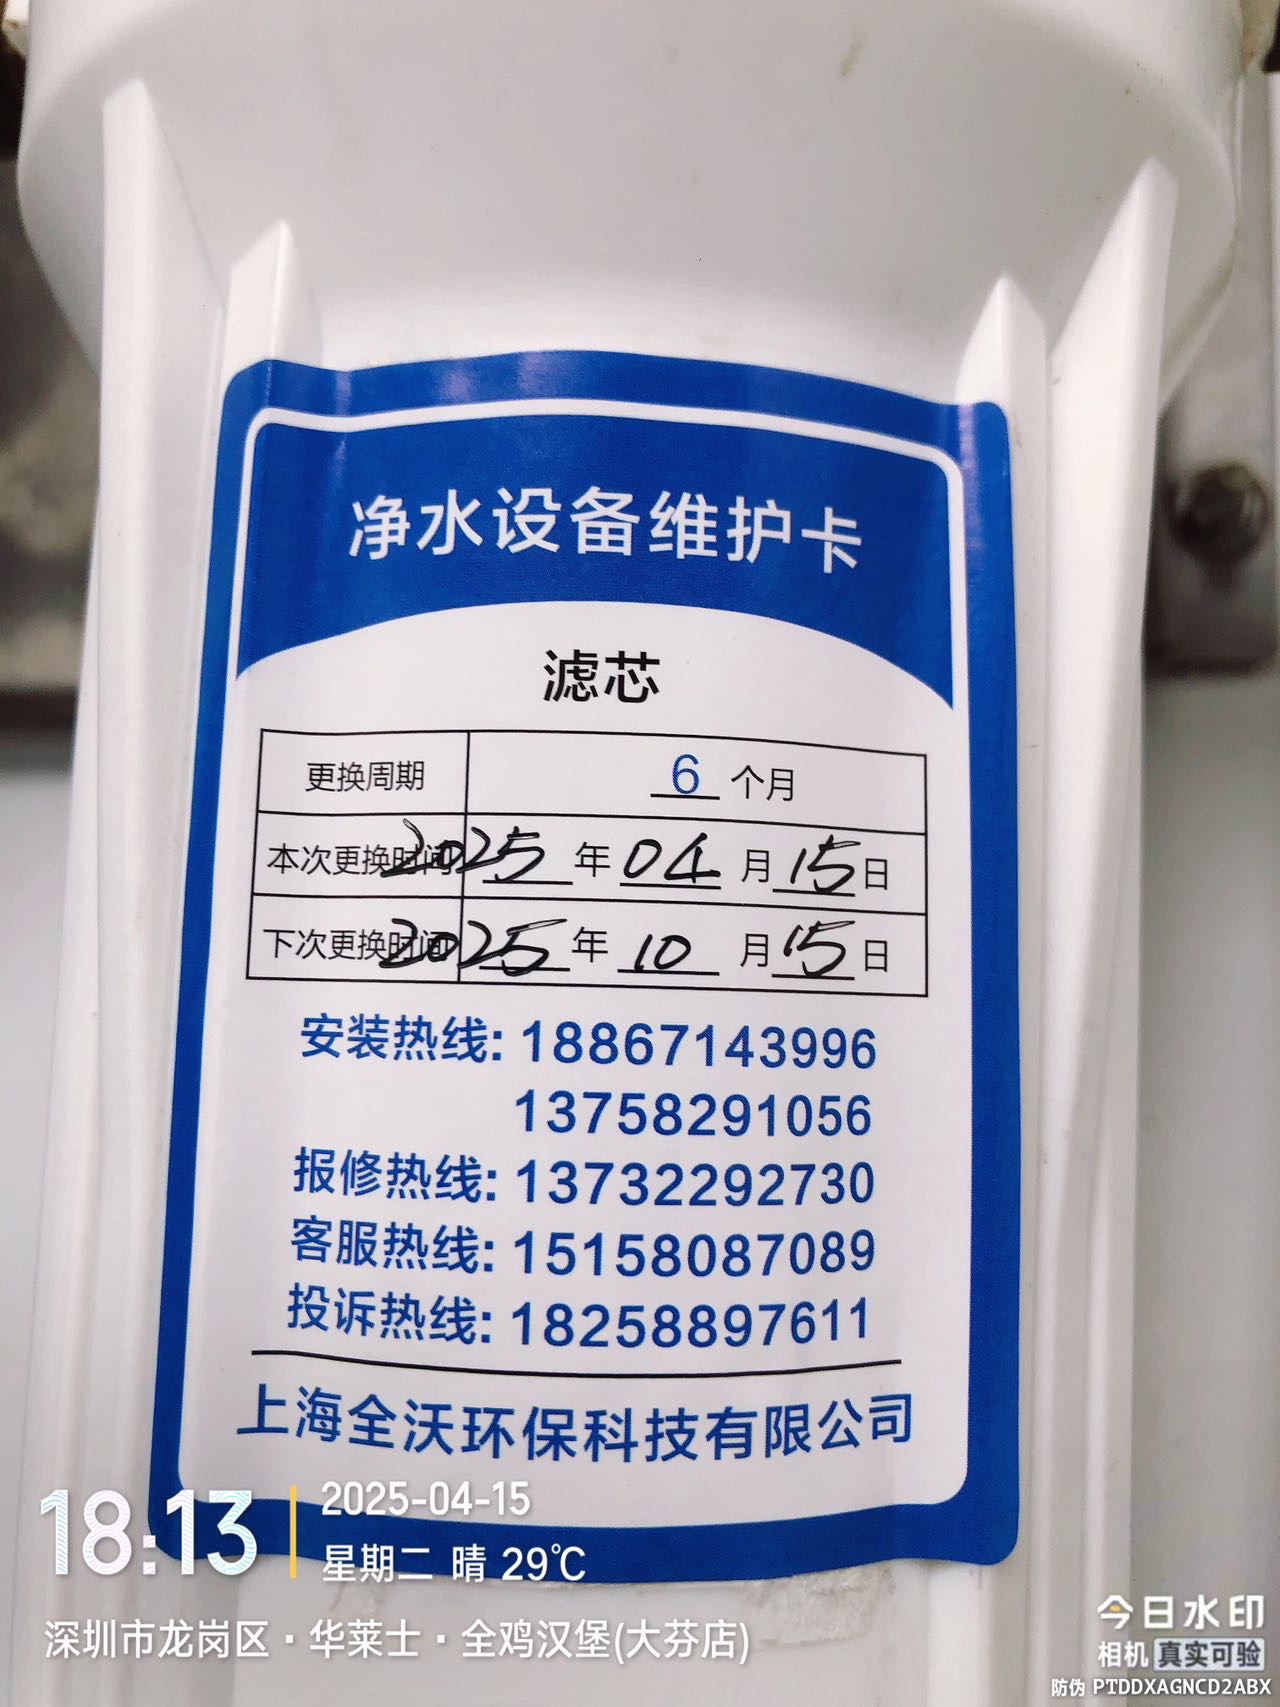 净水设备维护卡
滤芯
更换周期 6 个月
本次更换时间 2025 年 04 月 15 日
下次更换时间 2025 年 10 月 15 日
安装热线: 18867143996
13758291056
报修热线: 13732292730
客服热线: 15158087089
投诉热线: 18258897611
上海全沃环保科技有限公司
18:13
2025-04-15
星期二 晴 29℃
深圳市龙岗区·华莱士·全鸡汉堡(大芬店)
今日水印
相机 真实可验
防伪 PTDDXAGNCD2ABX